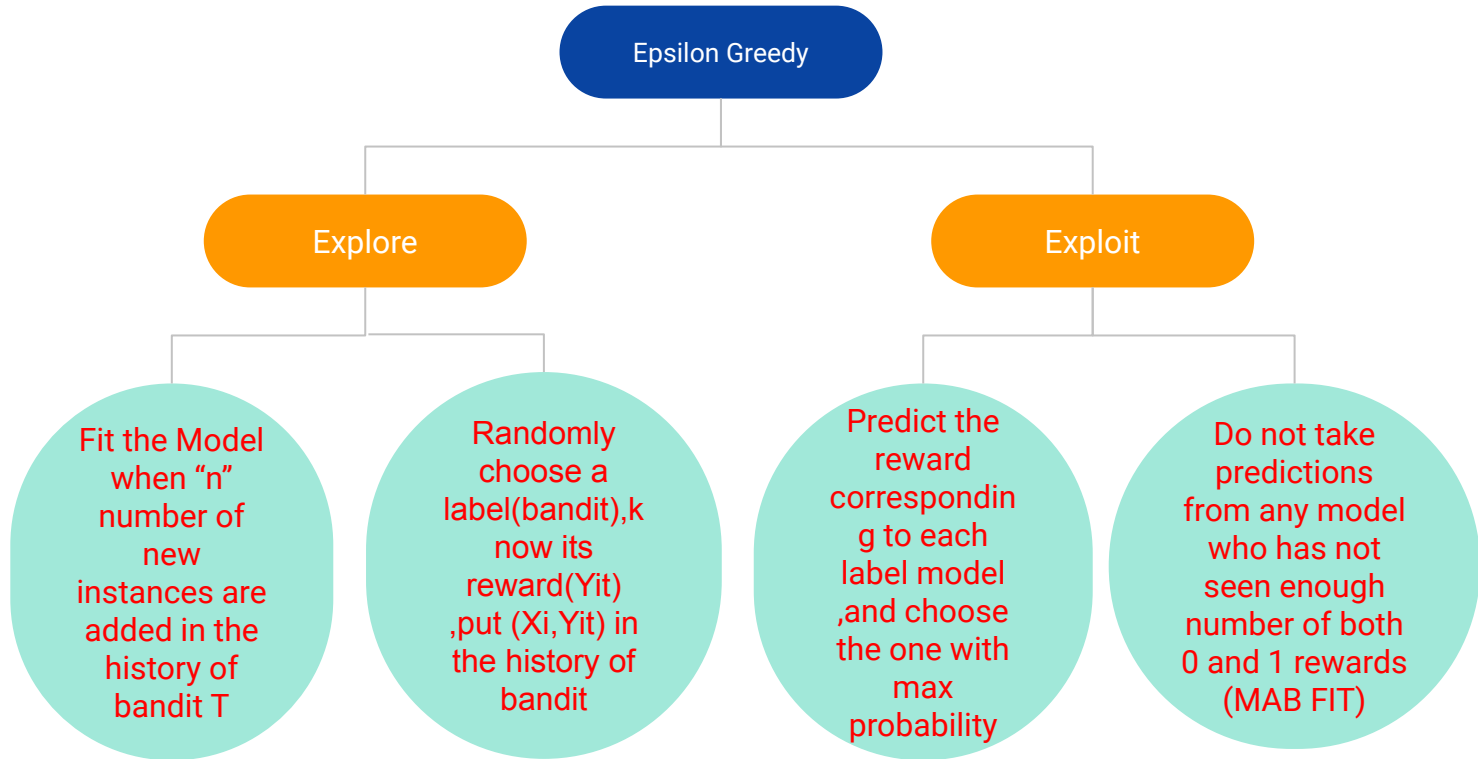 Epsilon Greedy
Explore
Exploit
Fit the Model
when “n”
number of
new
instances are
added in the
history of
bandit T
Randomly
choose a
label(bandit),k
now its
reward(Yit)
,put (Xi,Yit) in
the history of
bandit
Predict the
reward
correspondin
g to each
label model
,and choose
the one with
max
probability
Do not take
predictions
from any model
who has not
seen enough
number of both
0 and 1 rewards
(MAB FIT)